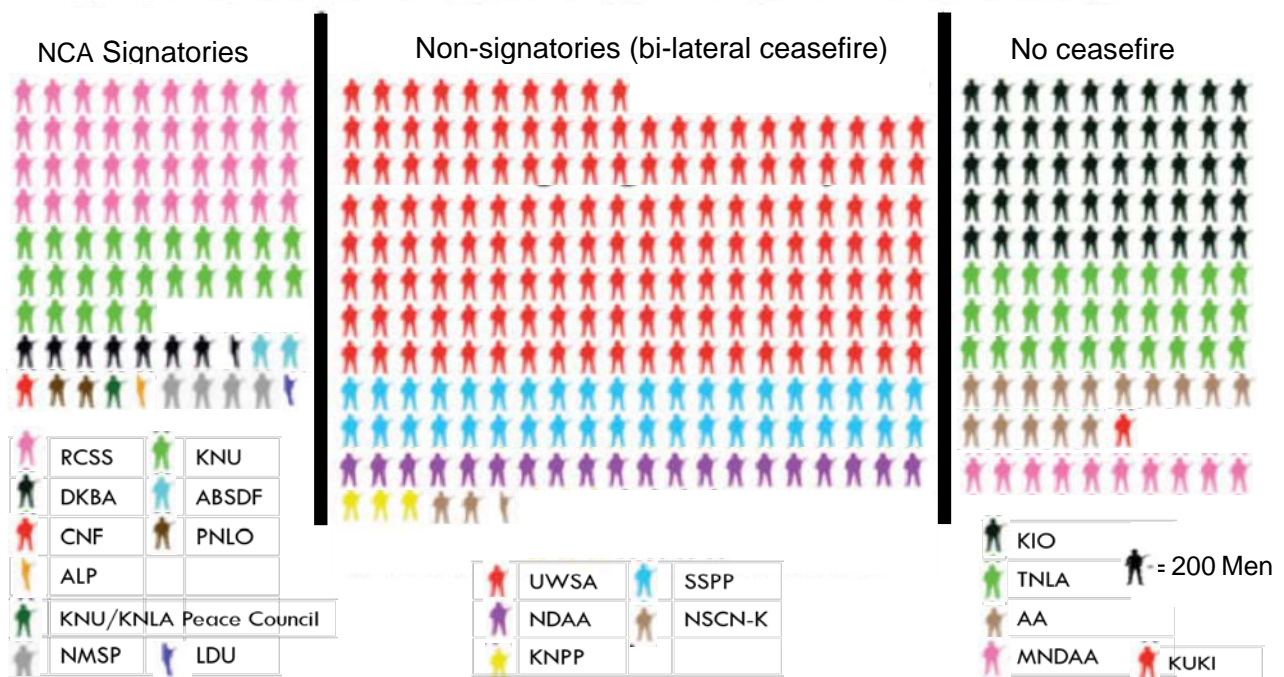 NCA Signatories
Non-signatories (bi-lateral ceasefire)
No ceasefire
RCSS KNU
DKBA ABSDF
CNF PNLO
ALP
KNU/KNLA Peace Council
NMSP LDU
UWSA SSPP
NDAA NSCN-K
KNPP
KIO
TNLA
= 200 Men
AA
MNDAA KUKI